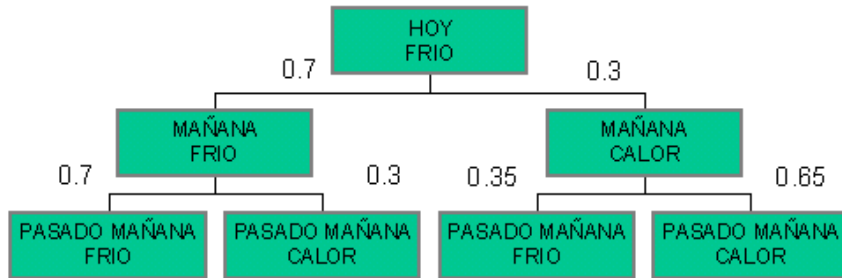 HOY
FRIO
0.7
0.3
MAÑANA
FRIO
MAÑANA
CALOR
0.7
0.3
0.35
0.65
PASADO MAÑANA
FRIO
PASADO MAÑANA
CALOR
PASADO MAÑANA
FRIO
PASADO MAÑANA
CALOR